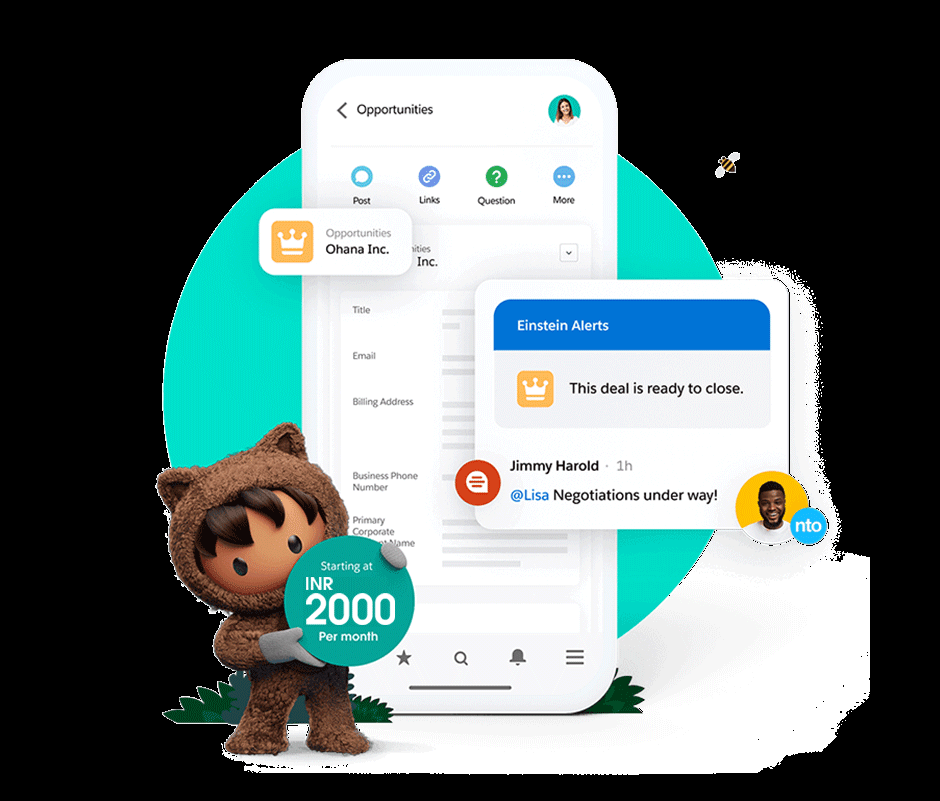 Opportunities
Post
Links
Question
More
Opportunities
Ohana Inc.
ities
Inc.
Title
Einstein Alerts
Email
This deal is ready to close.
Billing Address
Jimmy Harold · 1h
@Lisa Negotiations under way!
nto
Business Phone
Number
Primary
Corporate
Name
Starting at
INR
2000
Per month